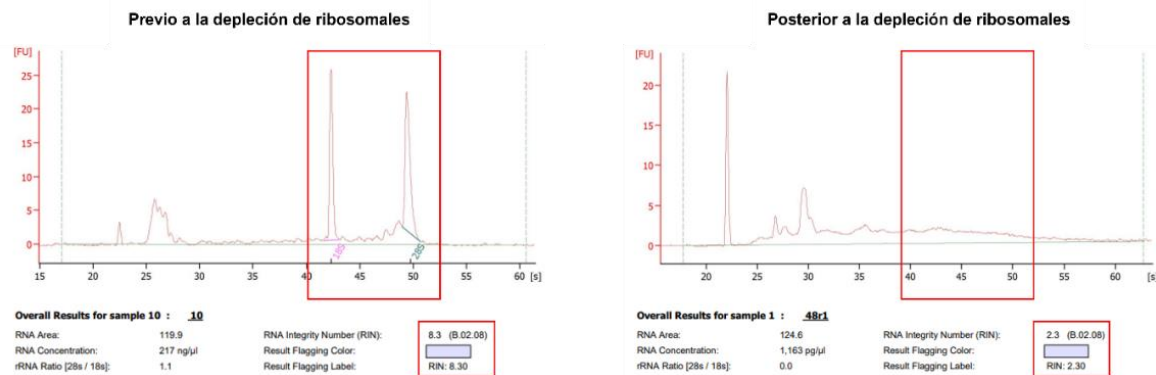 Previo a la depleción de ribosomales
Posterior a la depleción de ribosomales
[FU]
25
20
15
10
5
0
18S
28S
15 20 25 30 35 40 45 50 55 60 [s]
[FU]
20
15
10
5
0
20 25 30 35 40 45 50 55 60 [s]
Overall Results for sample 10 : 10
RNA Area: 119.9 RNA Integrity Number (RIN): 8.3 (B.02.08)
RNA Concentration: 217 ng/µl Result Flagging Color:
rRNA Ratio [28s / 18s]: 1.1 Result Flagging Label: RIN: 8.30
Overall Results for sample 1 : 48r1
RNA Area: 124.6 RNA Integrity Number (RIN): 2.3 (B.02.08)
RNA Concentration: 1,163 pg/µl Result Flagging Color:
rRNA Ratio [28s / 18s]: 0.0 Result Flagging Label: RIN: 2.30